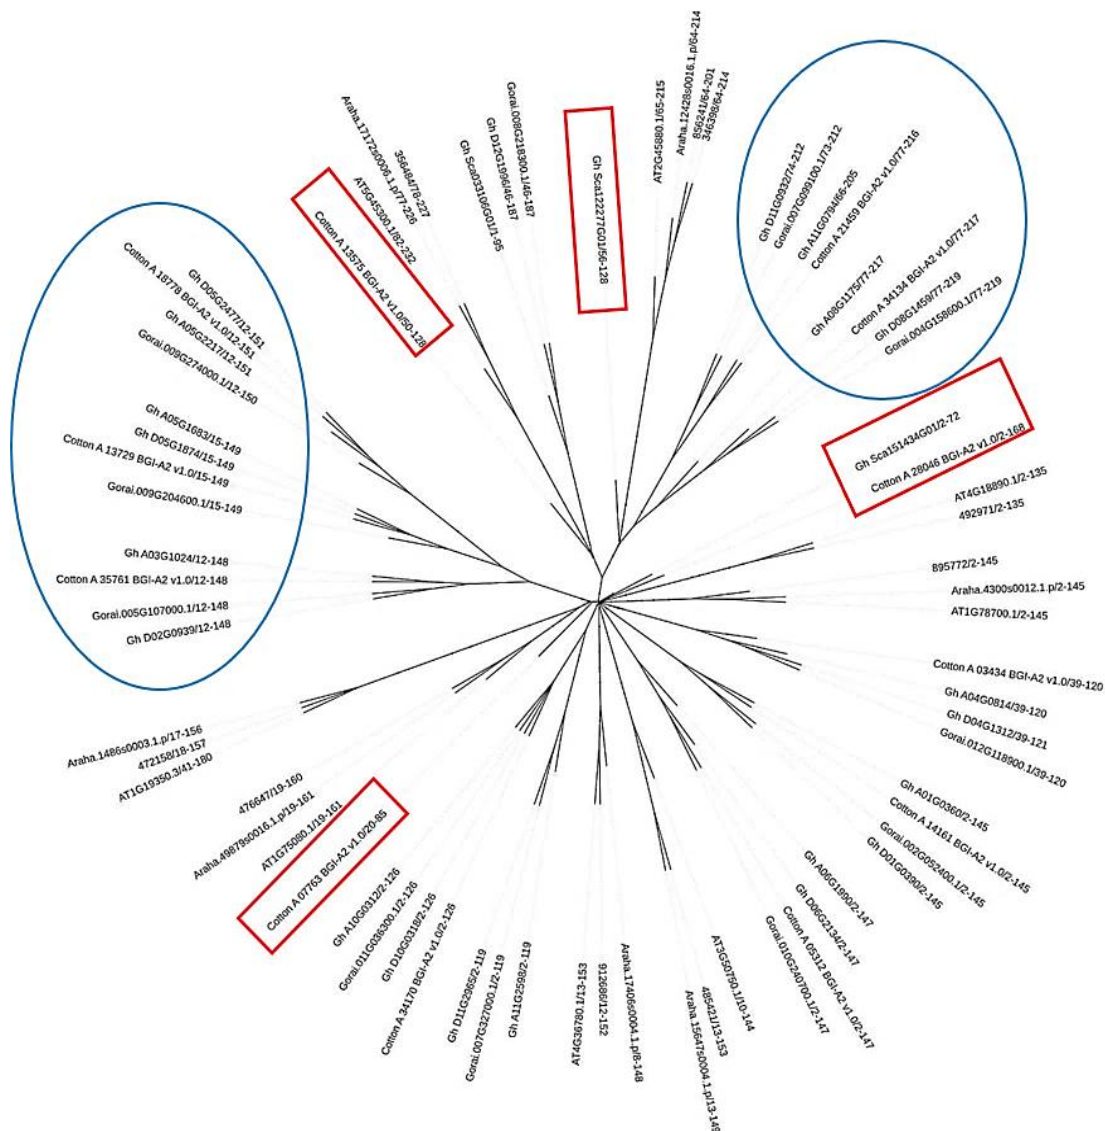 Araha.12428s0016.1.p/64-214
856241/64-201
346398/64-214
AT2G45880.1/65-215
Gh D11G0932/74-212
Gorai.007G099100.1/73-212
Gh A11G0794/66-205
Cotton A 21459 BGI-A2 v1.0/77-216
Gh A08G1175/77-217
Cotton A 34134 BGI-A2 v1.0/77-217
Gh D08G1459/77-219
Gorai.004G158600.1/77-219
Gh Sca151434G01/2-72
Cotton A 28046 BGI-A2 v1.0/2-168
AT4G18890.1/2-135
492971/2-135
895772/2-145
Araha.4300s0012.1.p/2-145
AT1G78700.1/2-145
Cotton A 03434 BGI-A2 v1.0/39-120
Gh A04G0814/39-120
Gh D04G1312/39-121
Gorai.012G118900.1/39-120
Gh A01G0360/2-145
Cotton A 14161 BGI-A2 v1.0/2-145
Gorai.002G052400.1/2-145
Gh D01G0390/2-145
Gh A06G1990/2-147
Gh D06G2134/2-147
Cotton A 05312 BGI-A2 v1.0/2-147
Gorai.010G240700.1/2-147
AT3G50750.1/10-144
485421/13-153
Araha.15647s0004.1.p/13-149
Araha.17406s0004.1.p/8-148
912686/12-152
AT4G36780.1/13-153
Gh A11G2598/2-119
Gorai.007G327000.1/2-119
Gh D11G2965/2-119
Cotton A 34170 BGI-A2 v1.0/2-126
Gh D10G0318/2-126
Gorai.011G036300.1/2-126
Gh A10G0312/2-126
Cotton A 07763 BGI-A2 v1.0/20-85
AT1G75080.1/19-161
Araha.49878s0016.1.p/19-161
476647/19-160
AT1G19350.3/41-180
472158/18-157
Araha.1486s0003.1.p/17-156
Gh D02G0939/12-148
Gorai.005G107000.1/12-148
Cotton A 35761 BGI-A2 v1.0/12-148
Gh A03G1024/12-148
Gorai.009G204600.1/15-149
Cotton A 13729 BGI-A2 v1.0/15-149
Gh D05G1874/15-149
Gh A05G1683/15-149
Gorai.009G274000.1/12-150
Gh A05G2217/12-151
Cotton A 18778 BGI-A2 v1.0/12-151
Gh D05G2477/12-151
Cotton A 13575 BGI-A2 v1.0/50-128
AT5G45300.1/82-232
Araha.17172s0006.1.p/77-226
356484/78-227
Gh Sca033106G01/1-95
Gh D12G1996/46-187
Gorai.008G218300.1/46-187
Gh Sca122277G01/56-128